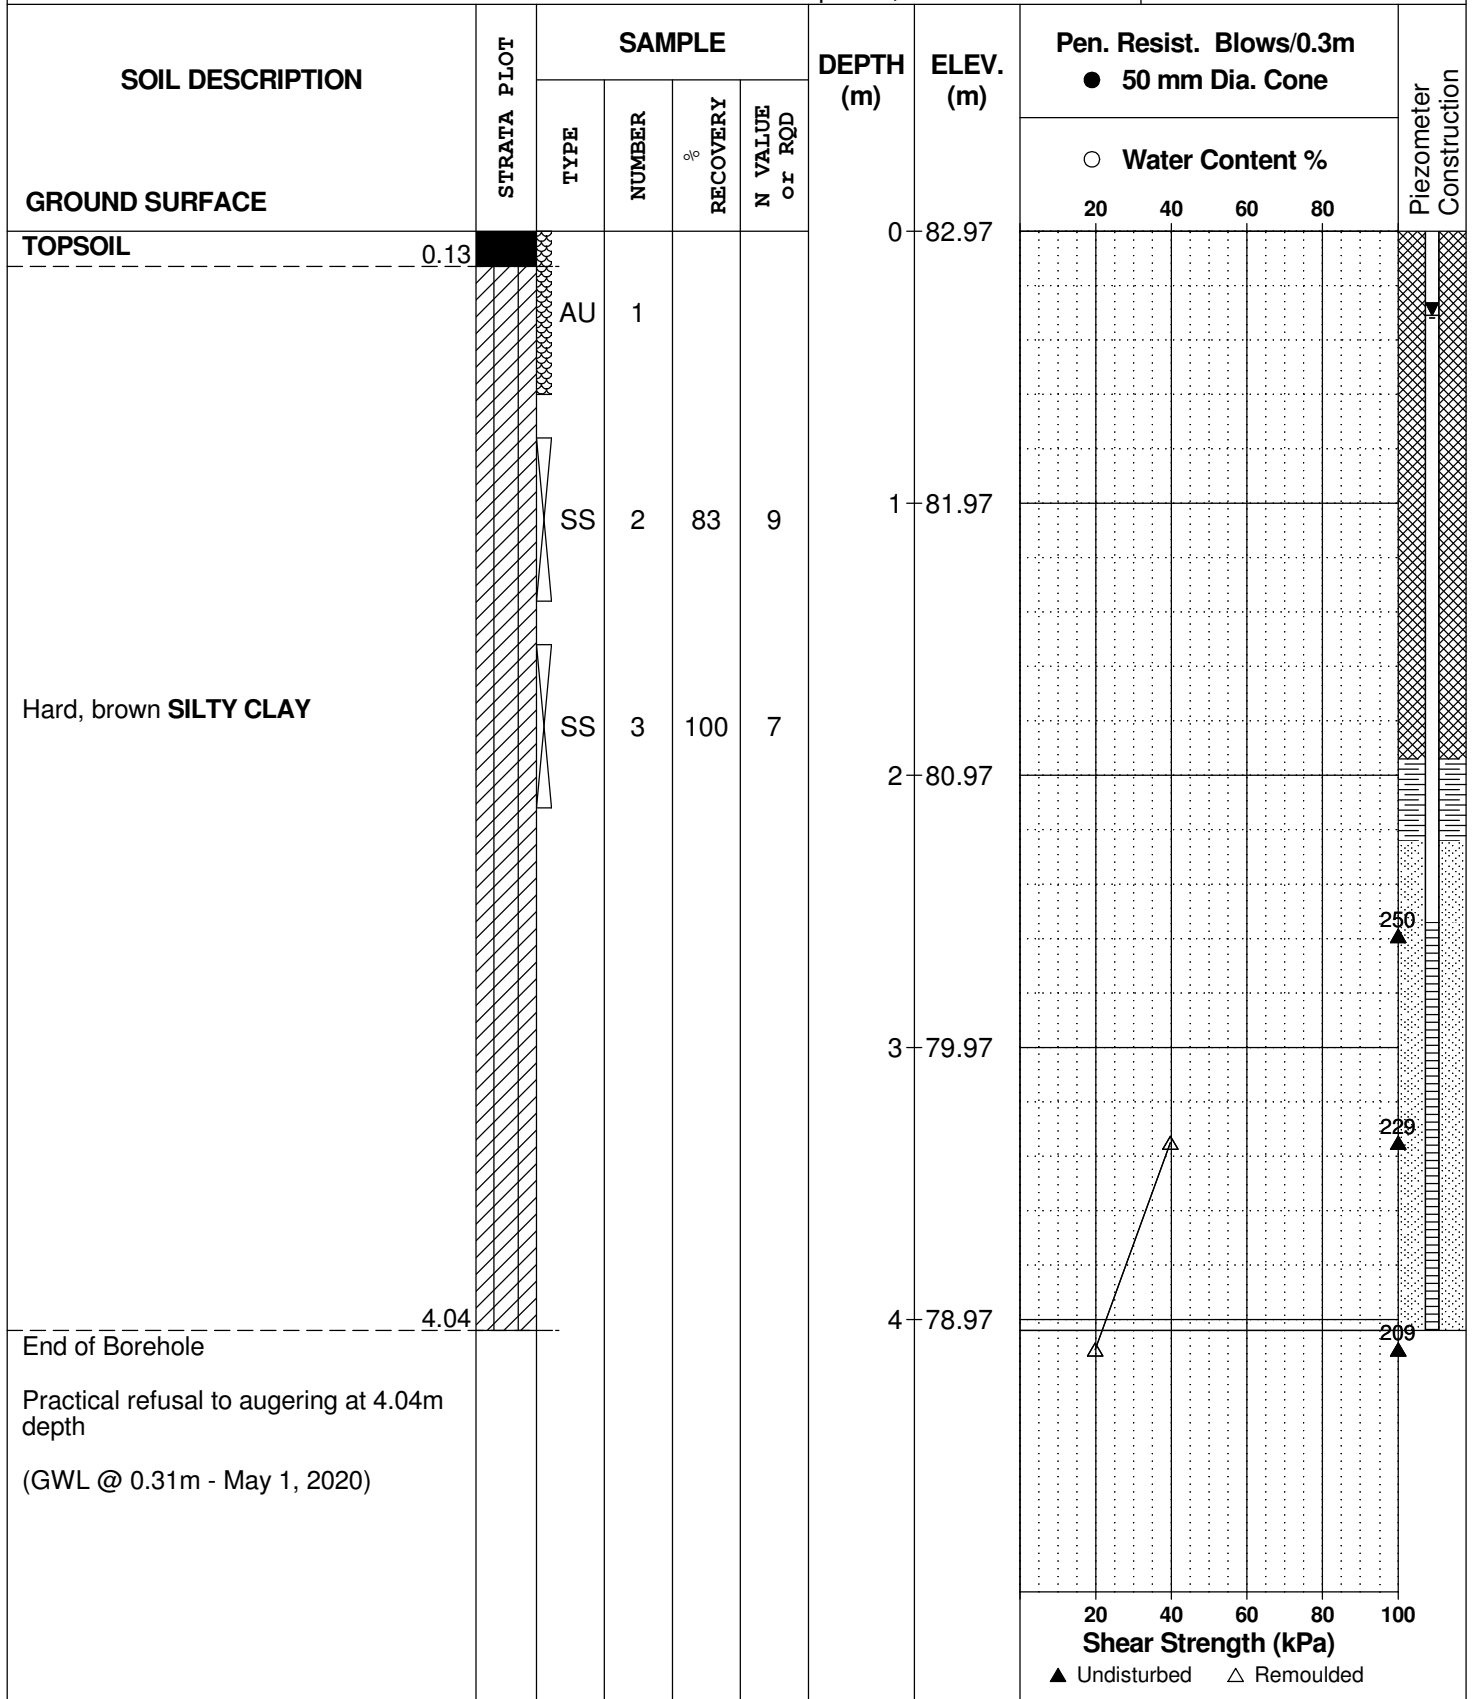 SOIL DESCRIPTION
GROUND SURFACE
STRATA PLOT
SAMPLE
TYPE
NUMBER
% RECOVERY
N VALUE or RQD
DEPTH (m)
ELEV. (m)
Pen. Resist. Blows/0.3m
● 50 mm Dia. Cone
○ Water Content %
20 40 60 80
Piezometer Construction
TOPSOIL
0.13
0 82.97
AU 1
SS 2 83 9
1 81.97
Hard, brown SILTY CLAY
SS 3 100 7
2 80.97
250
3 79.97
229
4.04
4 78.97
209
End of Borehole
Practical refusal to augering at 4.04m
depth
(GWL @ 0.31m - May 1, 2020)
20 40 60 80 100
Shear Strength (kPa)
▲ Undisturbed △ Remoulded